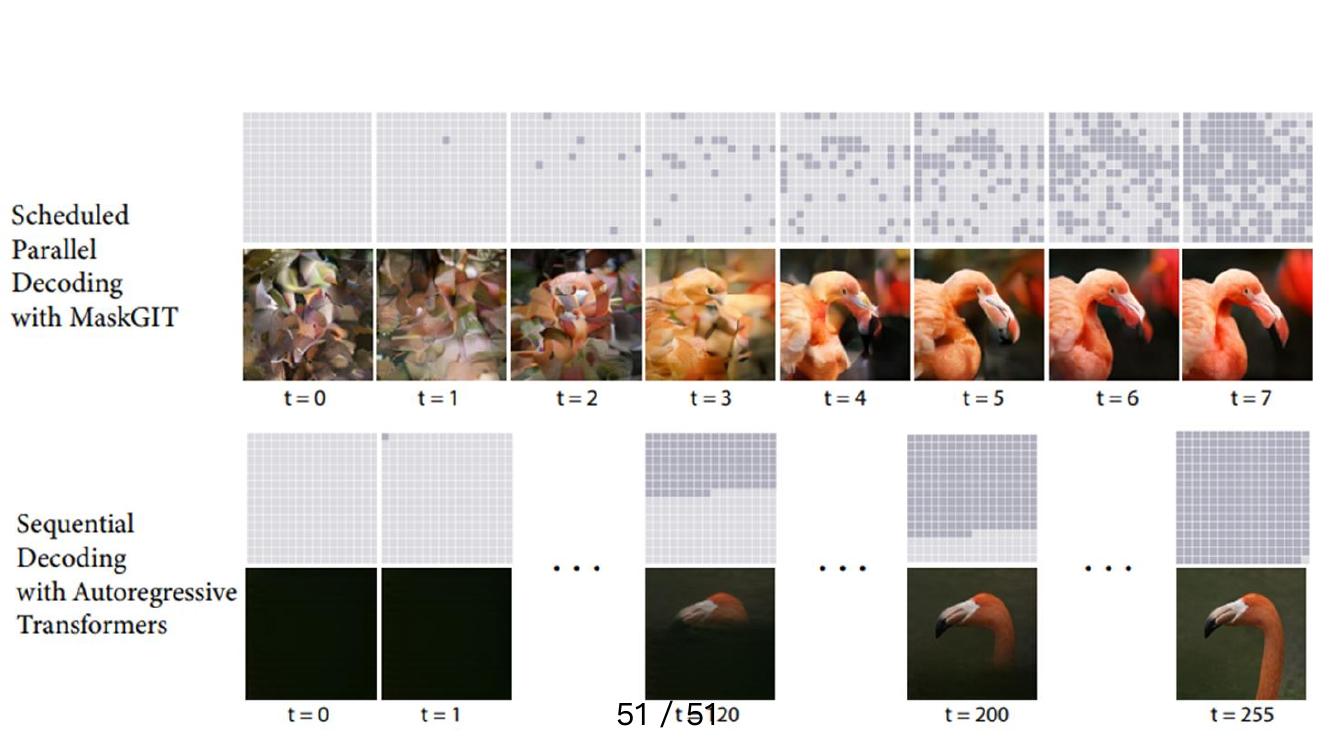 Scheduled
Parallel
Decoding
with MaskGIT
t = 0 t = 1 t = 2 t = 3 t = 4 t = 5 t = 6 t = 7
Sequential
Decoding
with Autoregressive
Transformers
. . . . . . . . .
t = 0 t = 1 t = 120 t = 200 t = 255
51 / 51